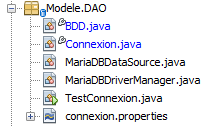 Modele.DAO
BDD.java
Connexion.java
MariaDBDataSource.java
MariaDBDriverManager.java
TestConnexion.java
connexion.properties